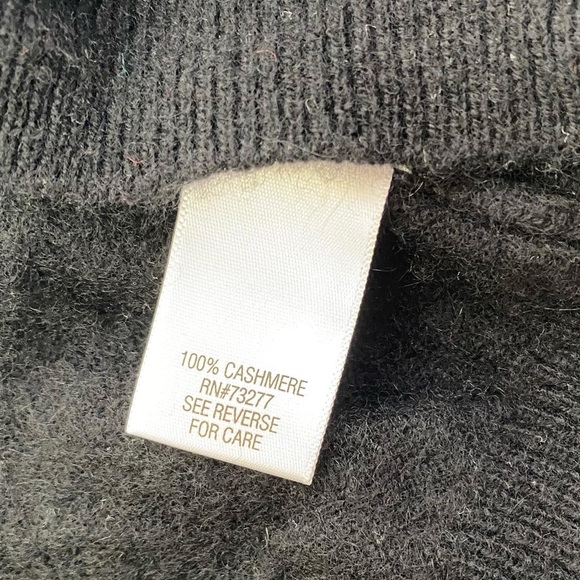 100% CASHMERE
RN#73277
SEE REVERSE
FOR CARE